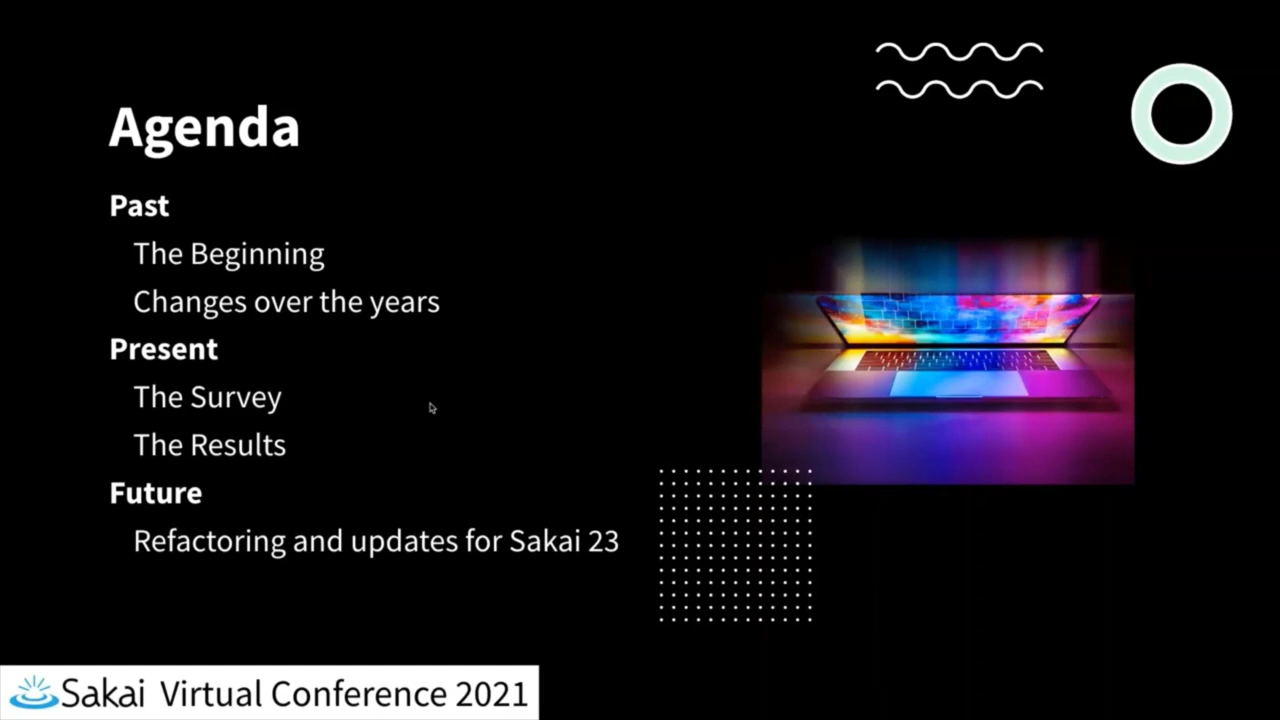 Agenda
Past
The Beginning
Changes over the years
Present
The Survey
The Results
Future
Refactoring and updates for Sakai 23
Sakai Virtual Conference 2021